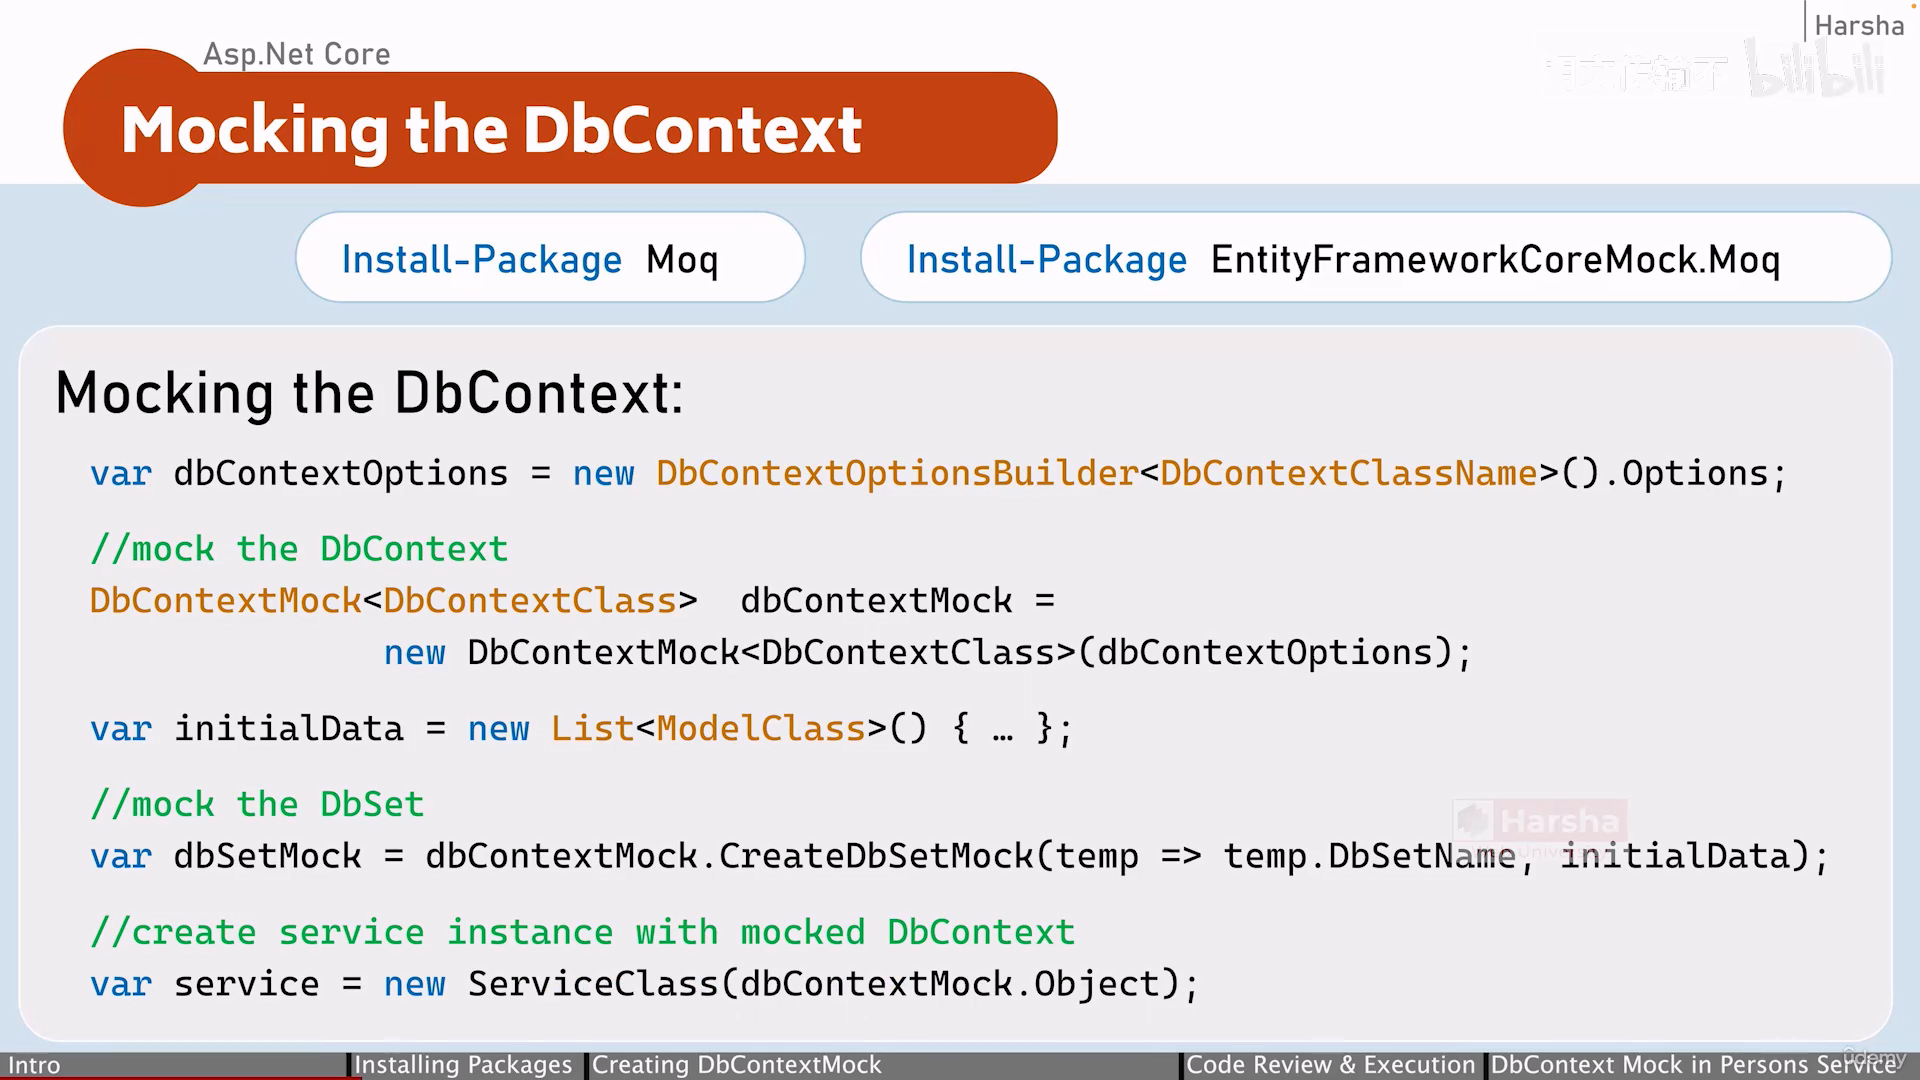 Harsha
Asp.Net Core
bilibili
Mocking the DbContext
Install-Package Moq
Install-Package EntityFrameworkCoreMock.Moq
Mocking the DbContext:
var dbContextOptions = new DbContextOptionsBuilder<DbContextClassName>().Options;
//mock the DbContext
DbContextMock<DbContextClass> dbContextMock =
new DbContextMock<DbContextClass>(dbContextOptions);
var initialData = new List<ModelClass>() { … };
//mock the DbSet
Harsha
var dbSetMock = dbContextMock.CreateDbSetMock(temp => temp.DbSetName, initialData);
//create service instance with mocked DbContext
var service = new ServiceClass(dbContextMock.Object);
Intro
Installing Packages
Creating DbContextMock
Code Review & Execution
DbContext Mock in Persons Service
ûdemy